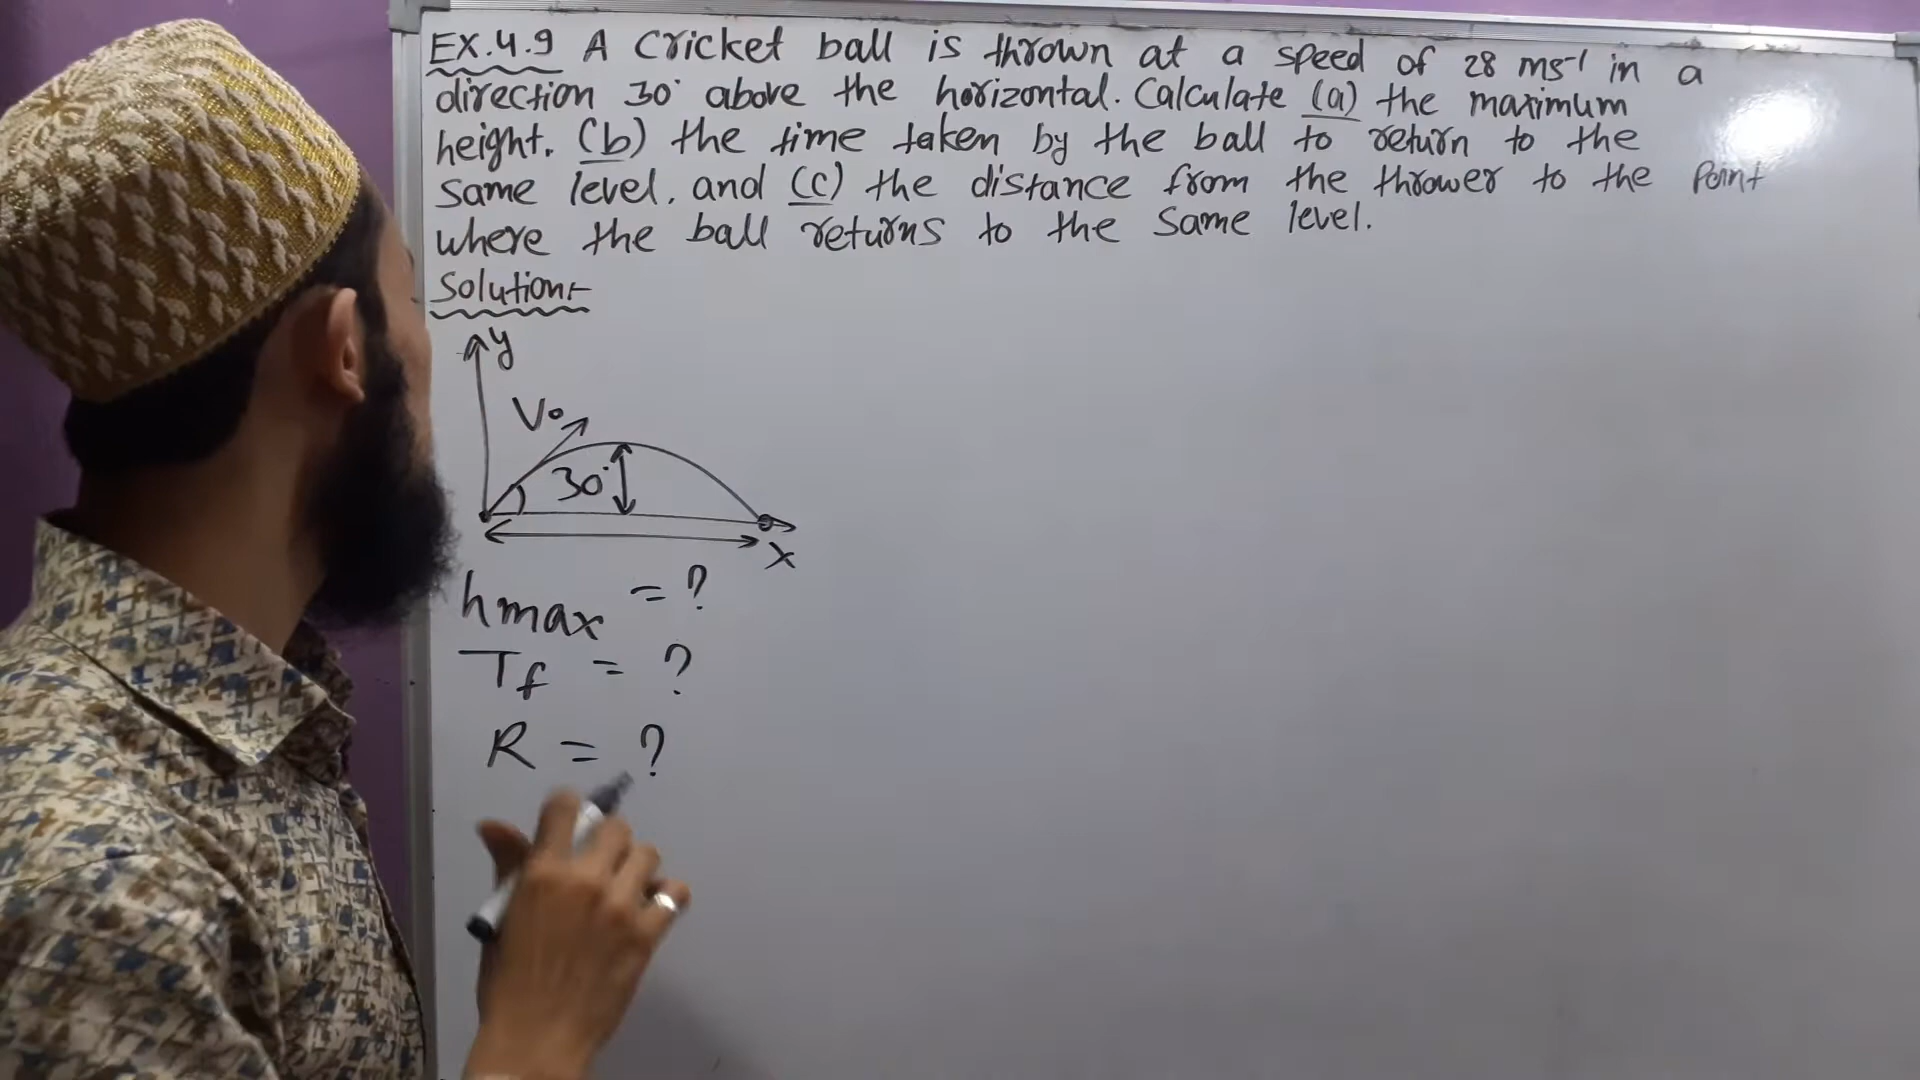 EX.4.9 A Cricket ball is thrown at a speed of 28 ms⁻¹ in a
direction 30° above the horizontal. Calculate (a) the maximum
height. (b) the time taken by the ball to return to the
same level. and (c) the distance from the thrower to the Point
where the ball returns to the same level.
Solution:-
y
V₀
30°
X
hmax = ?
Tf = ?
R = ?